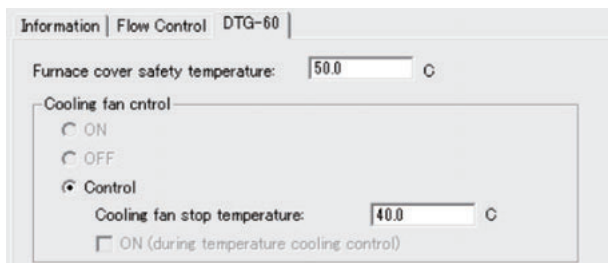 Information Flow Control DTG-60
Furnace cover safety temperature: 50.0 C
Cooling fan cntrol
ON
OFF
Control
Cooling fan stop temperature: 40.0 C
ON (during temperature cooling control)